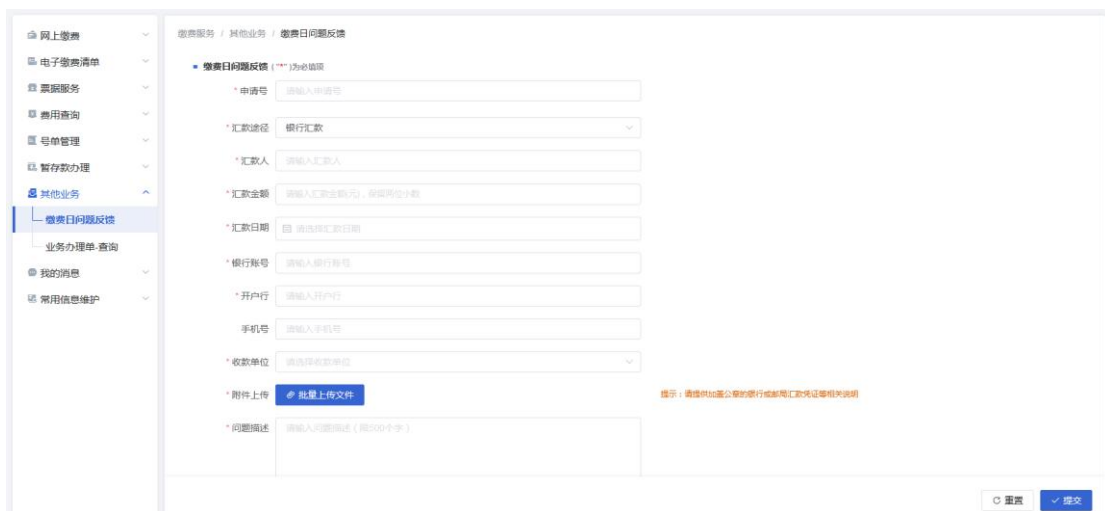 网上缴费
电子缴费清单
票据服务
费用查询
号单管理
暂存款办理
其他业务
缴费日问题反馈
业务办理单-查询
我的消息
常用信息维护
缴费服务 / 其他业务 / 缴费日问题反馈
缴费日问题反馈 ( "*" )为必填项
* 申请号 请输入申请号
* 汇款途径 银行汇款
* 汇款人 请输入汇款人
* 汇款金额 请输入汇款金额(元)，保留两位小数
* 汇款日期 请选择汇款日期
* 银行账号 请输入银行账号
* 开户行 请输入开户行
手机号 请输入手机号
* 收款单位 请选择收款单位
* 附件上传 批量上传文件 提示：请提供加盖公章的银行或邮局汇款凭证等相关说明
* 问题描述 请输入问题描述（限500个字）
重置 提交